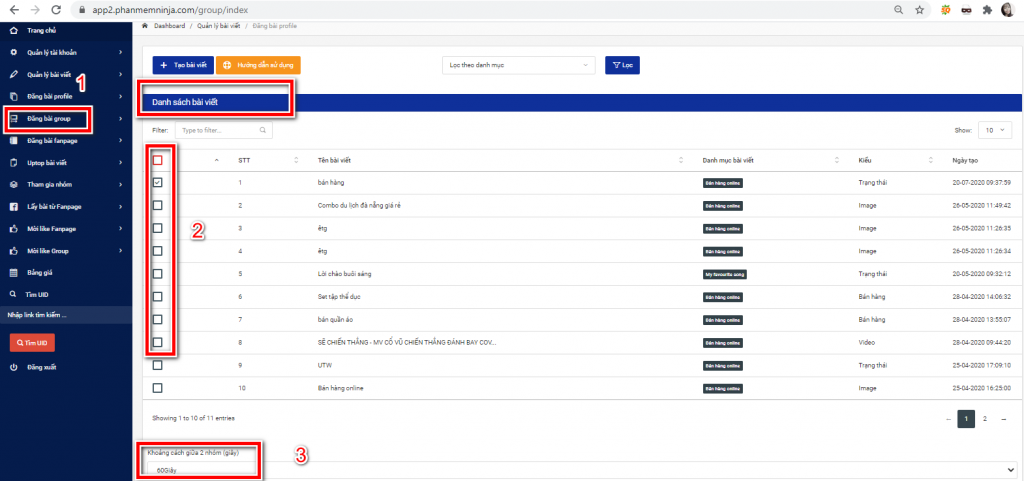 app2.phanmemninja.com/group/index
Trang chủ
Dashboard / Quản lý bài viết / Đăng bài profile
Quản lý tài khoản
Quản lý bài viết
1
Đăng bài profile
Đăng bài group
Đăng bài fanpage
Uptop bài viết
Tham gia nhóm
Lấy bài từ Fanpage
Mời like Fanpage
Mời like Group
Bảng giá
Tìm UID
Nhập link tìm kiếm ...
Tìm UID
Đăng xuất
+ Tạo bài viết
Hướng dẫn sử dụng
Lọc theo danh mục
Lọc
Danh sách bài viết
Filter: Type to filter...
Show: 10
STT Tên bài viết Danh mục bài viết Kiểu Ngày tạo
1 bán hàng Bán hàng online Trạng thái 20-07-2020 09:37:59
2 Combo du lịch đà nẵng giá rẻ Bán hàng online Image 26-05-2020 11:49:42
3 êtg Bán hàng online Image 26-05-2020 11:26:35
4 êtg Bán hàng online Image 26-05-2020 11:26:34
5 Lời chào buổi sáng My favourite song Trạng thái 20-05-2020 09:32:12
6 Set tập thể dục Bán hàng online Bán hàng 28-04-2020 14:06:32
7 bán quần áo Bán hàng online Bán hàng 28-04-2020 13:55:07
8 SẼ CHIẾN THẮNG - MV CỔ VŨ CHIẾN THẮNG ĐÁNH BAY COV... Bán hàng online Video 28-04-2020 09:44:20
9 UTW Bán hàng online Trạng thái 25-04-2020 17:09:10
10 Bán hàng online Bán hàng online Image 25-04-2020 16:25:00
2
Showing 1 to 10 of 11 entries
1 2
Khoảng cách giữa 2 nhóm (giây)
3
60Giây